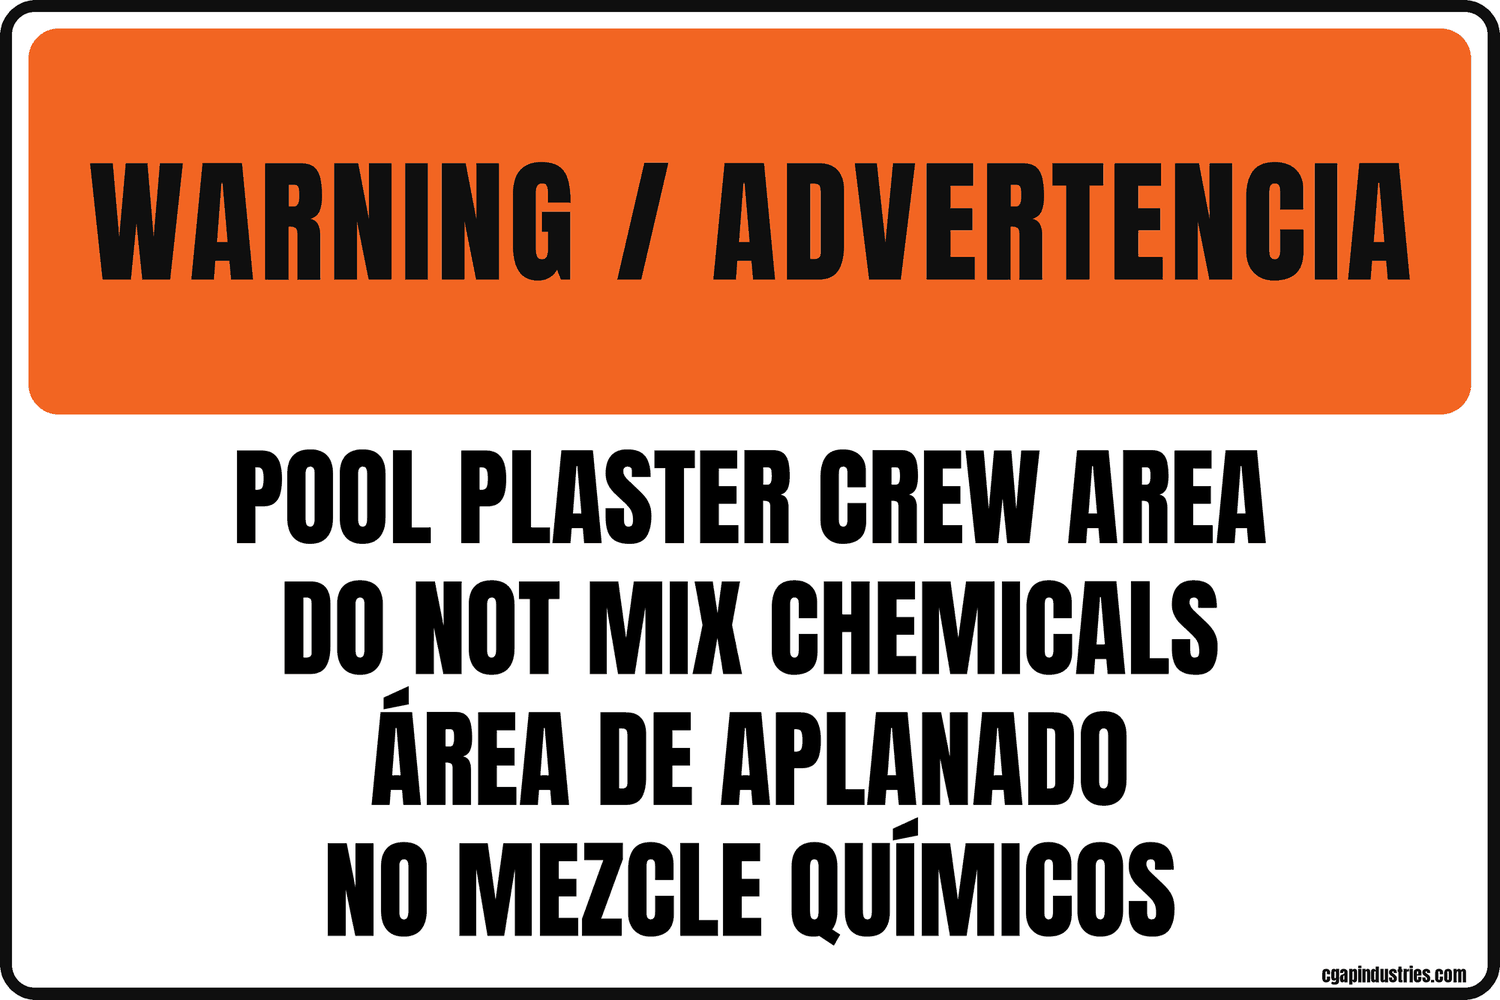 WARNING / ADVERTENCIA
POOL PLASTER CREW AREA
DO NOT MIX CHEMICALS
ÁREA DE APLANADO
NO MEZCLE QUÍMICOS
cgapindustries.com